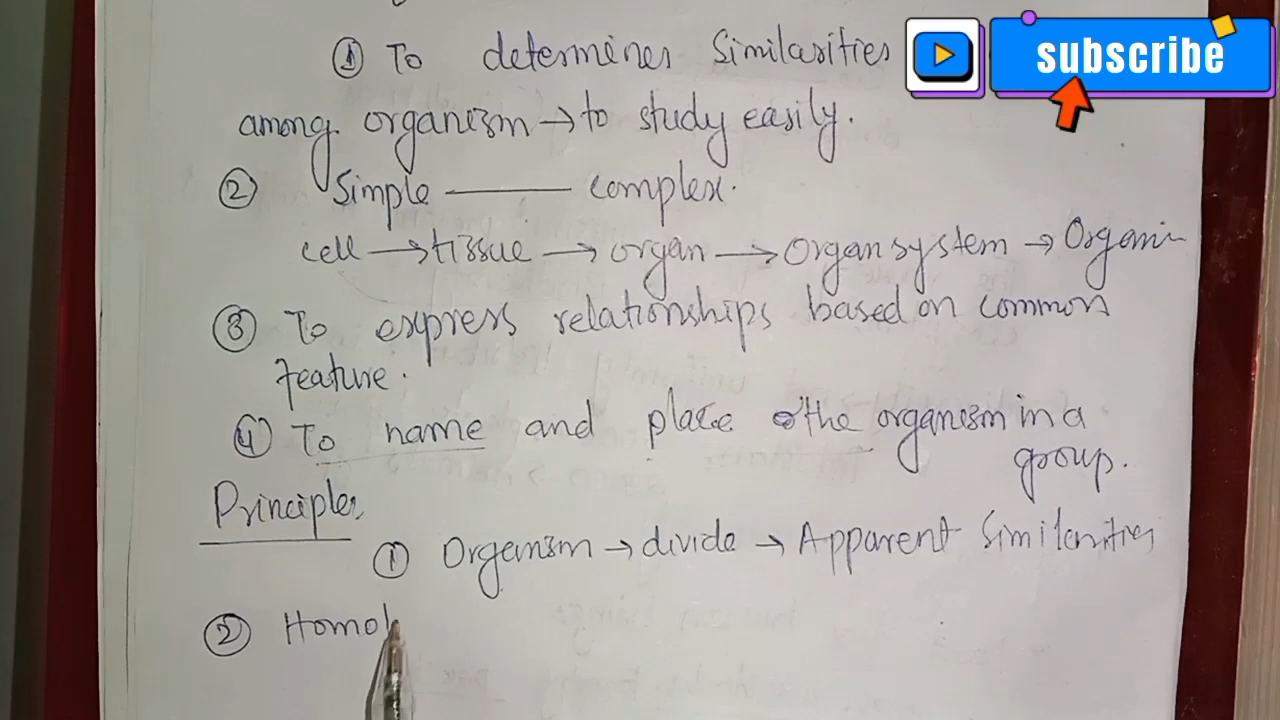 ① To determines Similarities
subscribe
among organism → to study easily.
② Simple —— complex.
cell → tissue → organ → Organ system → Organi
③ To express relationships based on common
feature.
④ To name and place the organism in a
group.
Principles
① Organism → divide → Apparent Similarities
② Homol